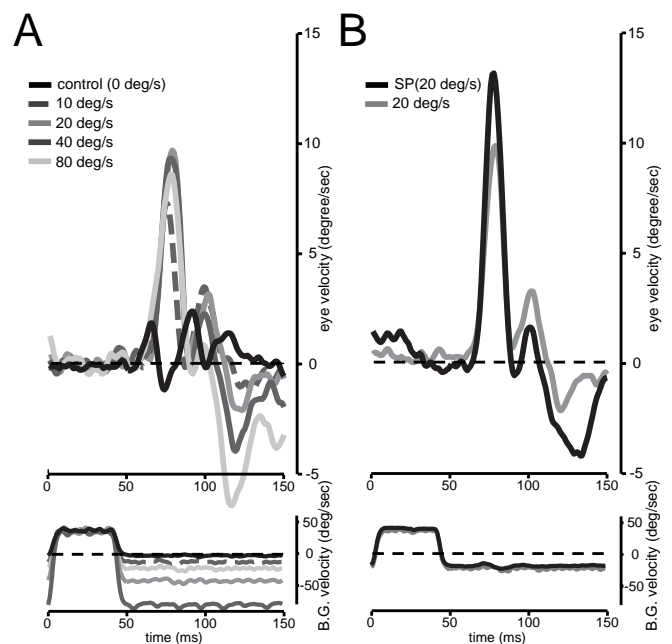 A
B
control (0 deg/s)
10 deg/s
20 deg/s
40 deg/s
80 deg/s
15
10
5
0
-5
eye velocity (degree/sec)
0
50
100
150
SP(20 deg/s)
20 deg/s
15
10
5
0
-5
eye velocity (degree/sec)
0
50
100
150
50
0
-50
B.G. velocity (deg/sec)
0
50
100
150
time (ms)
50
0
-50
B.G. velocity (deg/sec)
0
50
100
150
time (ms)